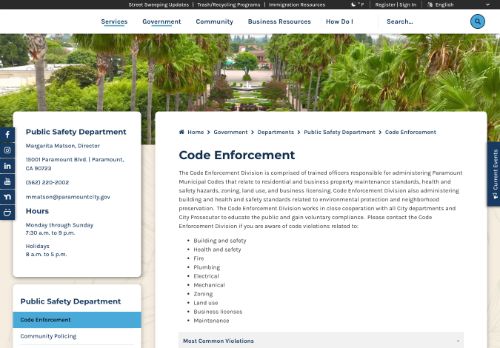 Street Sweeping Updates | Trash/Recycling Programs | Immigration Resources
°F | Register | Sign In | English
Services Government Community Business Resources How Do I Search...
Public Safety Department
Margarita Matson, Director
15001 Paramount Blvd. | Paramount, CA 90723
(562) 220-2002
mmatson@paramountcity.gov
Hours
Monday through Sunday
7:30 a.m. to 9 p.m.
Holidays
8 a.m. to 5 p.m.
Public Safety Department
Code Enforcement
Community Policing
Home > Government > Departments > Public Safety Department > Code Enforcement
Code Enforcement
The Code Enforcement Division is comprised of trained officers responsible for administering Paramount
Municipal Codes that relate to residential and business property maintenance standards, health and
safety hazards, zoning, land use, and business licensing. Code Enforcement Division also administering
building and health and safety standards related to environmental protection and neighborhood
preservation. The Code Enforcement Division works in close cooperation with all City departments and
City Prosecutor to educate the public and gain voluntary compliance. Please contact the Code
Enforcement Division if you are aware of code violations related to:
• Building and safety
• Health and safety
• Fire
• Plumbing
• Electrical
• Mechanical
• Zoning
• Land use
• Business licenses
• Maintenance
Most Common Violations
Current Events